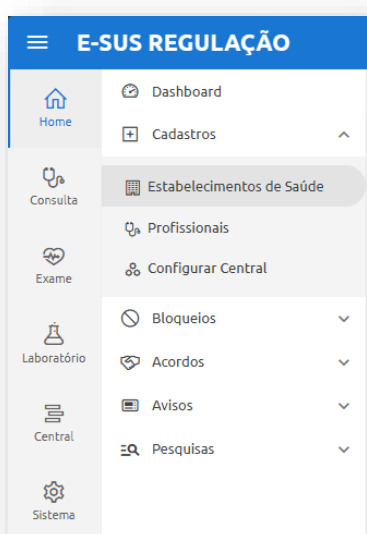 E-SUS REGULAÇÃO
Home
Consulta
Exame
Laboratório
Central
Sistema
Dashboard
Cadastros
Estabelecimentos de Saúde
Profissionais
Configurar Central
Bloqueios
Acordos
Avisos
Pesquisas